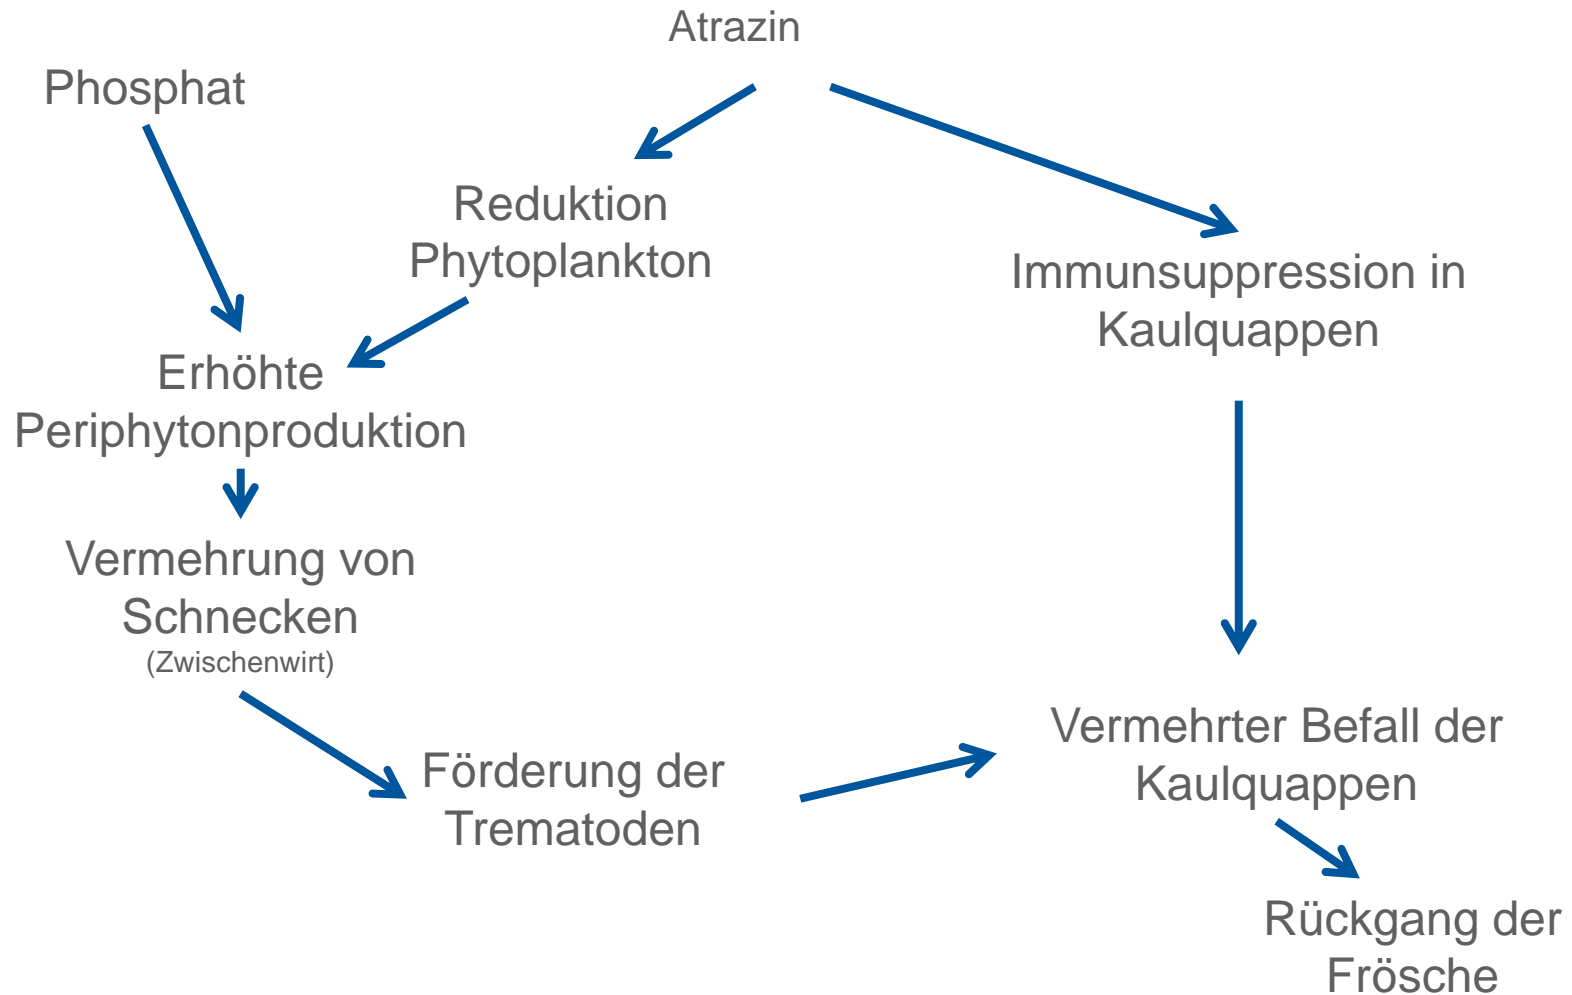 Atrazin
Phosphat
Reduktion
Phytoplankton
Immunsuppression in
Kaulquappen
Erhöhte
Periphytonproduktion
Vermehrung von
Schnecken
(Zwischenwirt)
Förderung der
Trematoden
Vermehrter Befall der
Kaulquappen
Rückgang der
Frösche